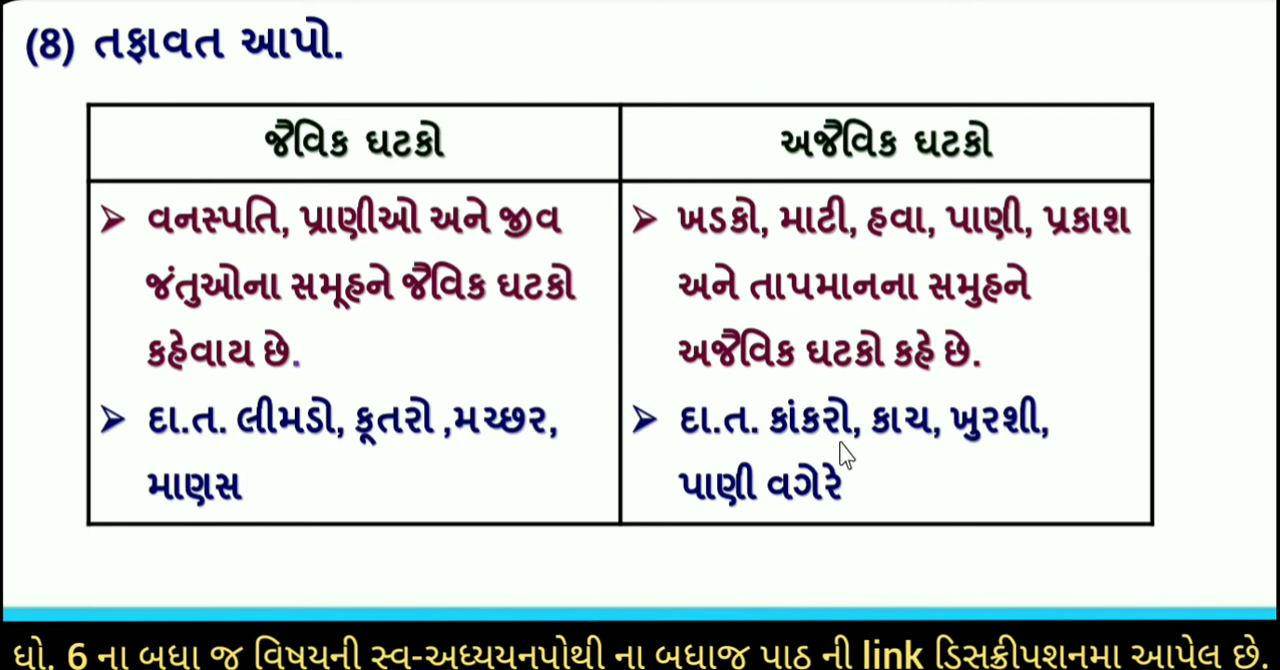 (8) તફાવત આપો.
જૈવિક ઘટકો
અજૈવિક ઘટકો
➢ વનસ્પતિ, પ્રાણીઓ અને જીવ
જંતુઓના સમૂહને જૈવિક ઘટકો
કહેવાય છે.
➢ દા.ત. લીમડો, કૂતરો ,મચ્છર,
માણસ
➢ ખડકો, માટી, હવા, પાણી, પ્રકાશ
અને તાપમાનના સમુહને
અજૈવિક ઘટકો કહે છે.
➢ દા.ત. કાંકરો, કાચ, ખુરશી,
પાણી વગેરે
ધો. 6 ના બધા જ વિષયની સ્વ-અધ્યયનપોથી ના બધાજ પાઠ ની link ડિસક્રીપશનમા આપેલ છે.